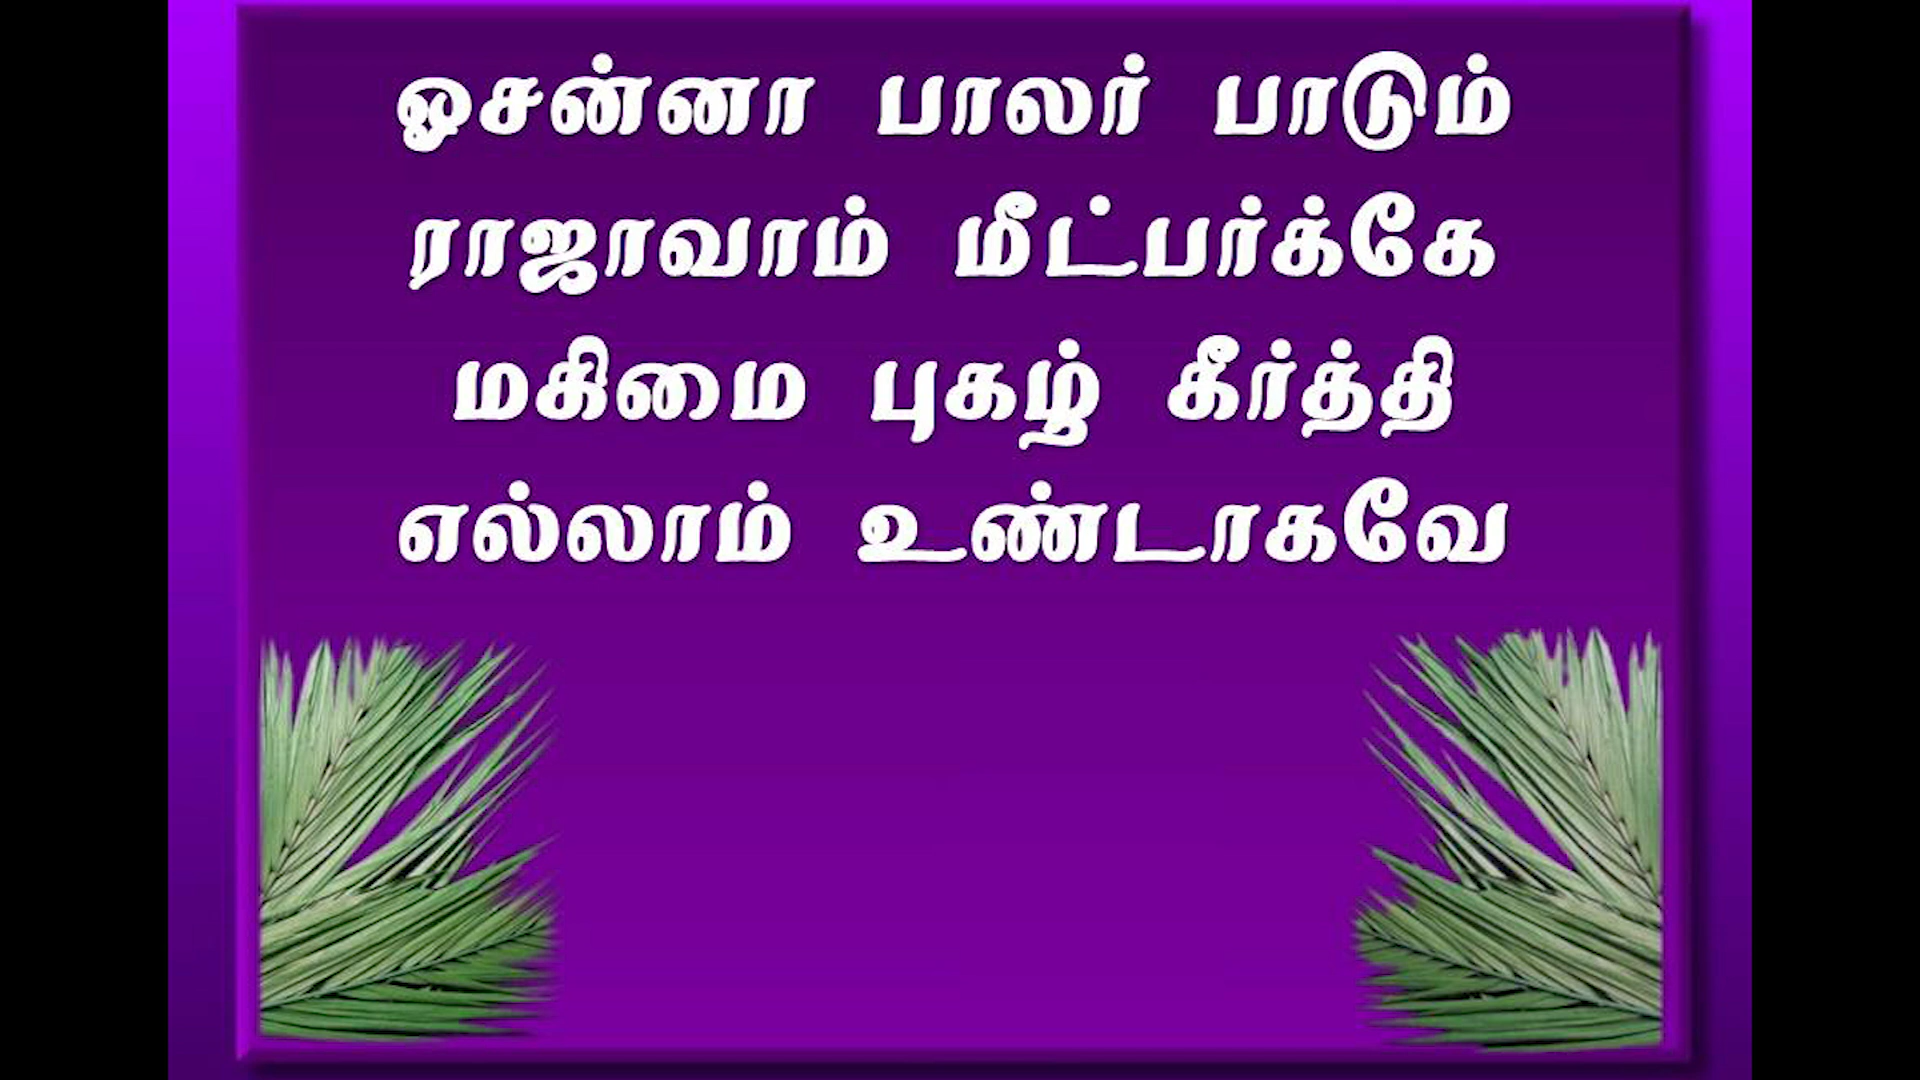 ஓசன்னா பாலர் பாடும்
ராஜாவாம் மீட்பர்க்கே
மகிமை புகழ் கீர்த்தி
எல்லாம் உண்டாகவே